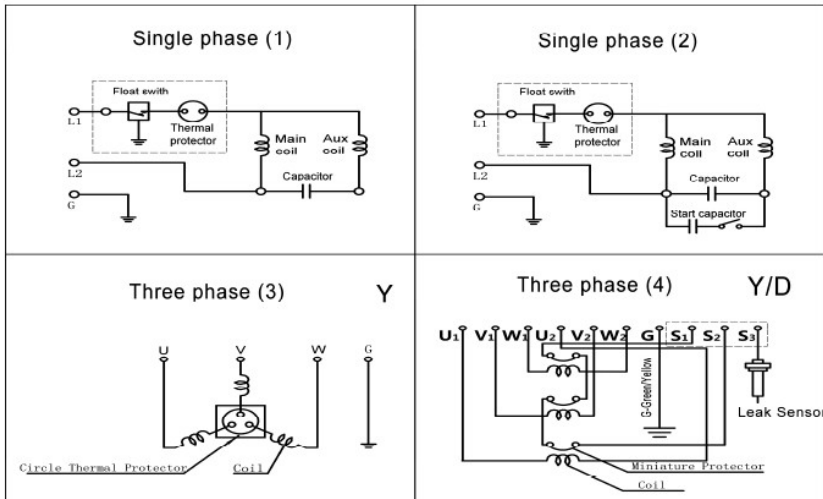 Single phase (1)
Float swith
L1
Thermal
protector
Main
coil
Aux
coil
L2
Capacitor
G
Single phase (2)
Float swith
L1
Thermal
protector
Main
coil
Aux
coil
L2
Capacitor
G
Start capacitor
Three phase (3)
Y
U
V
W
G
Circle Thermal Protector
Coil
Three phase (4)
Y/D
U1 V1 W1 U2 V2 W2 G S1 S2 S3
G-Green/Yellow
Leak Sensor
Miniature Protector
Coil